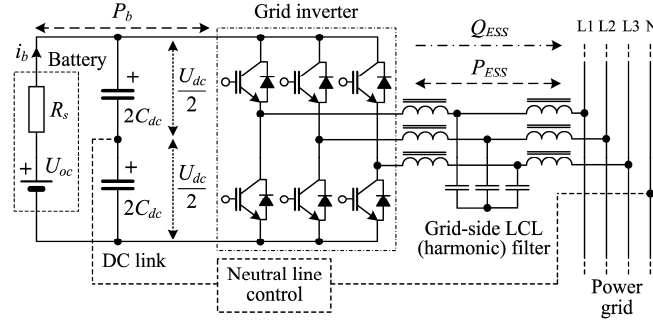 P_b
Grid inverter
Q_ESS
L1 L2 L3 N
i_b
Battery
P_ESS
+
U_dc
2
R_s
2C_dc
+
U_dc
2
+
U_oc
2C_dc
Grid-side LCL
(harmonic) filter
DC link
Neutral line
control
Power
grid